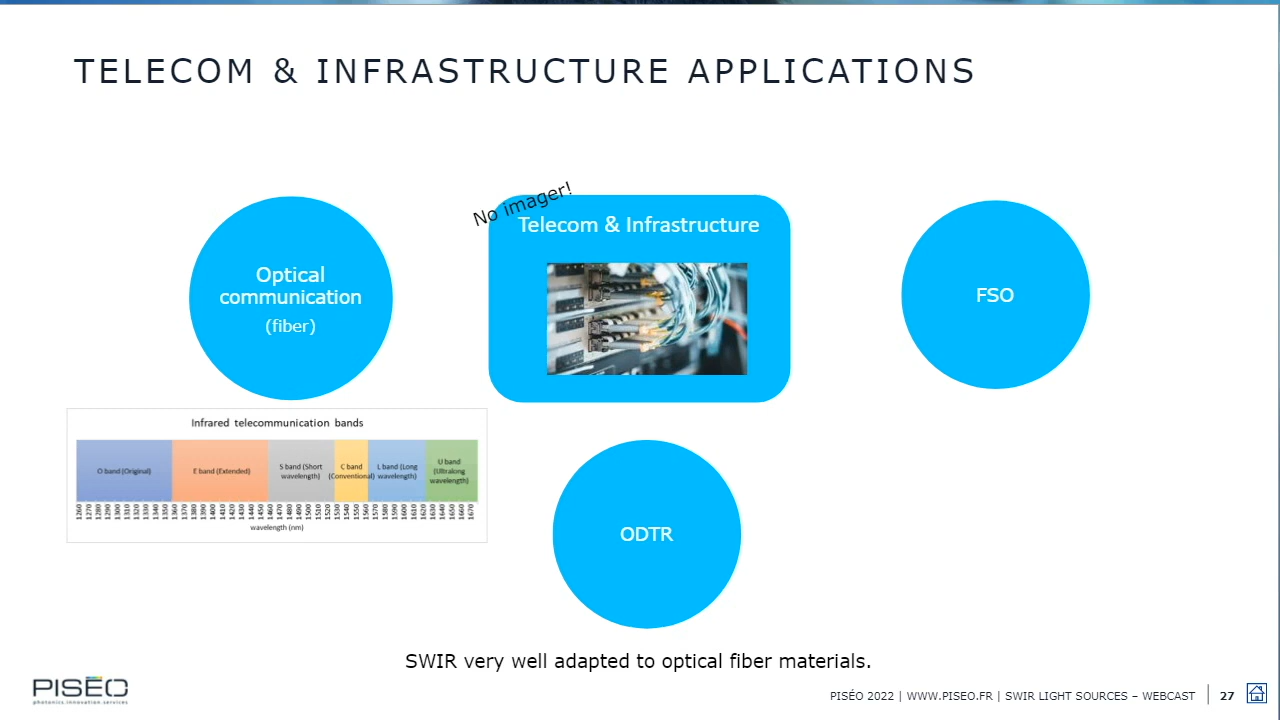 TELECOM & INFRASTRUCTURE APPLICATIONS
No imager!
Telecom & Infrastructure
Optical
communication
(fiber)
FSO
Infrared telecommunication bands
O band (Original)
E band (Extended)
S band (Short
wavelength)
C band
(Conventional)
L band (Long
wavelength)
U band
(Ultralong
wavelength)
1260 1270 1280 1290 1300 1310 1320 1330 1340 1350 1360 1370 1380 1390 1400 1410 1420 1430 1440 1450 1460 1470 1480 1490 1500 1510 1520 1530 1540 1550 1560 1570 1580 1590 1600 1610 1620 1630 1640 1650 1660 1670
wavelength (nm)
ODTR
SWIR very well adapted to optical fiber materials.
PISEO
photonics innovation services
PISÉO 2022 | WWW.PISEO.FR | SWIR LIGHT SOURCES – WEBCAST
27